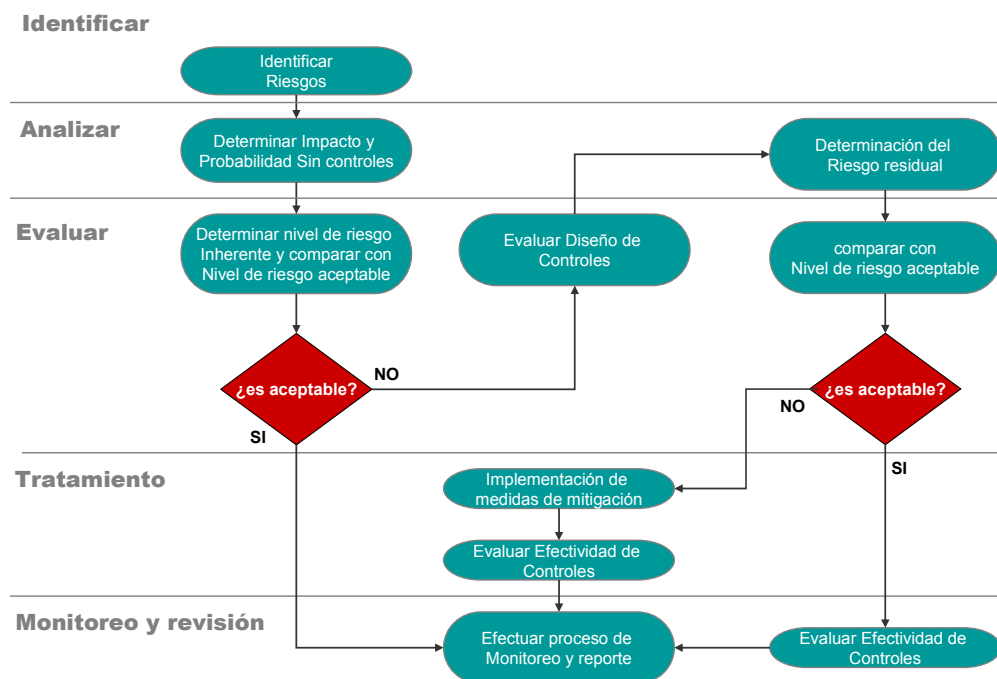 Identificar
Identificar
Riesgos
Analizar
Determinar Impacto y
Probabilidad Sin controles
Determinación del
Riesgo residual
Evaluar
Determinar nivel de riesgo
Inherente y comparar con
Nivel de riesgo aceptable
Evaluar Diseño de
Controles
comparar con
Nivel de riesgo aceptable
¿es aceptable?
NO
SI
¿es aceptable?
NO
SI
Tratamiento
Implementación de
medidas de mitigación
Evaluar Efectividad de
Controles
Monitoreo y revisión
Efectuar proceso de
Monitoreo y reporte
Evaluar Efectividad de
Controles